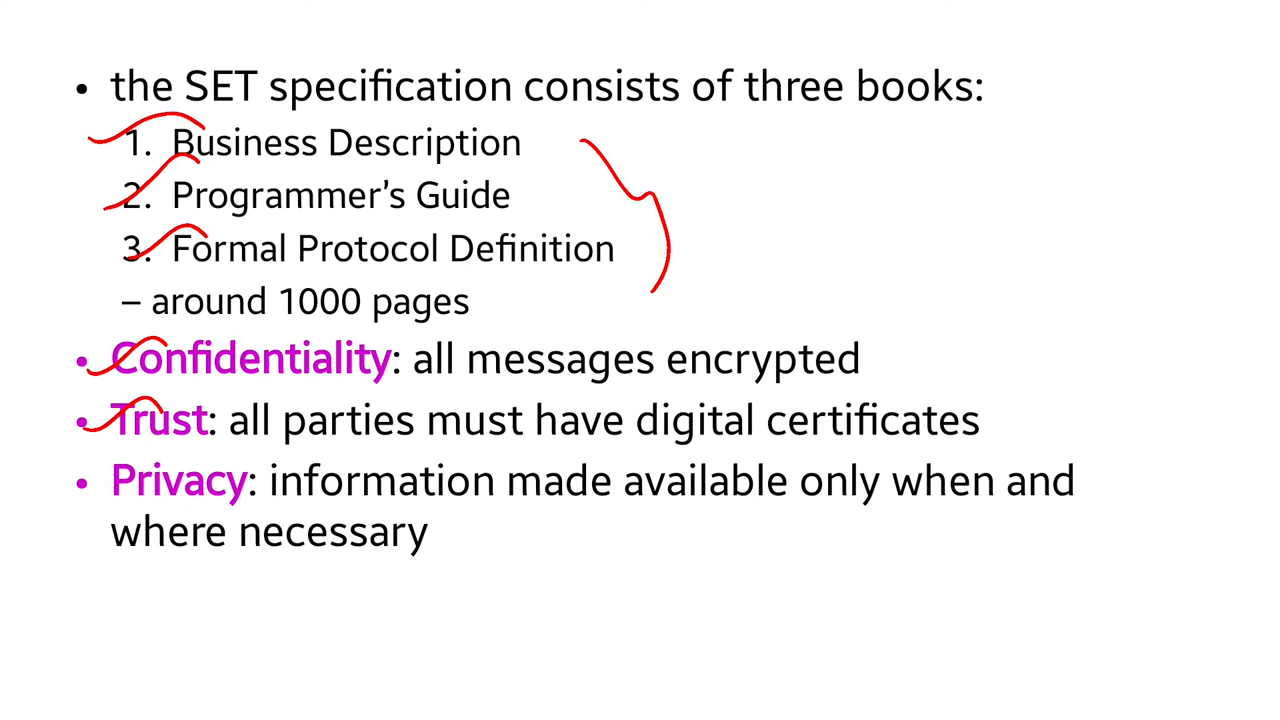 • the SET specification consists of three books:
1. Business Description
2. Programmer’s Guide
3. Formal Protocol Definition
– around 1000 pages
• Confidentiality: all messages encrypted
• Trust: all parties must have digital certificates
• Privacy: information made available only when and
where necessary